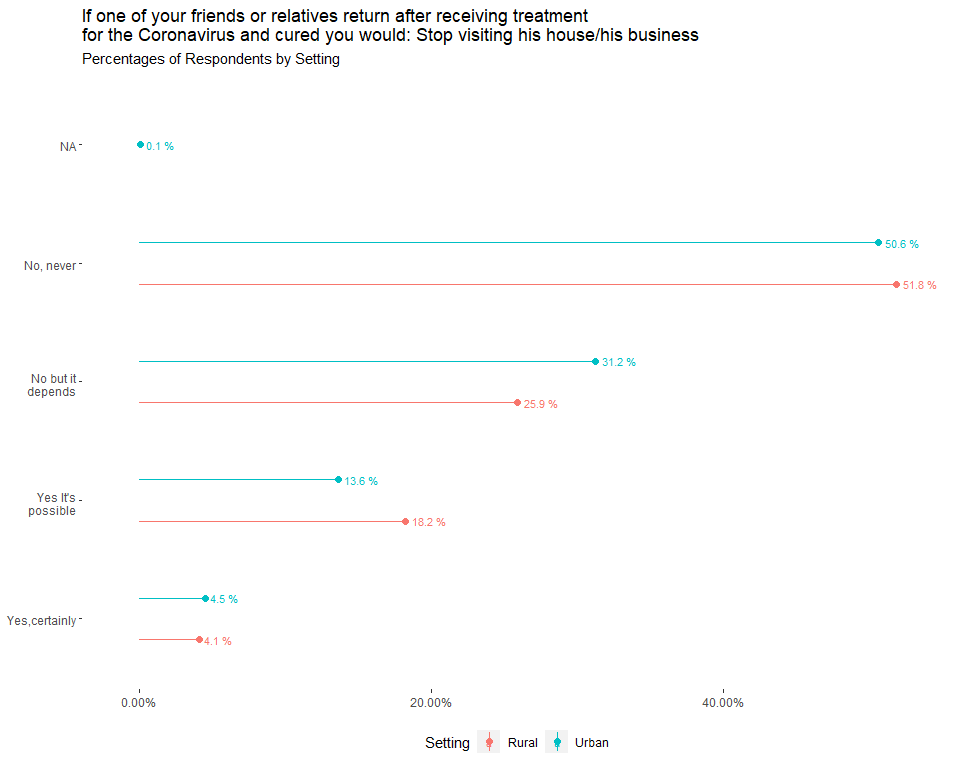 If one of your friends or relatives return after receiving treatment
for the Coronavirus and cured you would: Stop visiting his house/his business
Percentages of Respondents by Setting
NA
0.1 %
50.6 %
No, never
51.8 %
31.2 %
No but it
depends
25.9 %
13.6 %
Yes It's
possible
18.2 %
4.5 %
Yes,certainly
4.1 %
0.00%
20.00%
40.00%
Setting
Rural
Urban